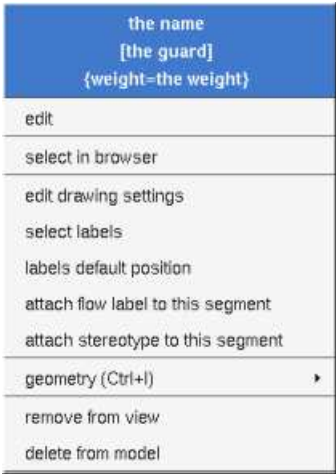 the name
[the guard]
{weight=the weight}
edit
select in browser
edit drawing settings
select labels
labels default position
attach flow label to this segment
attach stereotype to this segment
geometry (Ctrl+l)
remove from view
delete from model